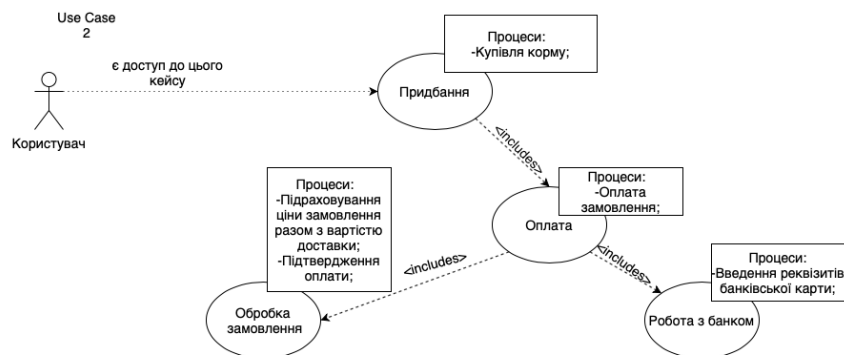 Use Case
2
є доступ до цього
кейсу
Користувач
Процеси:
-Купівля корму;
Придбання
<includes>
Процеси:
-Оплата
замовлення;
Оплата
Процеси:
-Підраховування
ціни замовлення
разом з вартістю
доставки;
-Підтвердження
оплати;
<includes>
<includes>
Процеси:
-Введення реквізитів
банківської карти;
Обробка
замовлення
Робота з банком